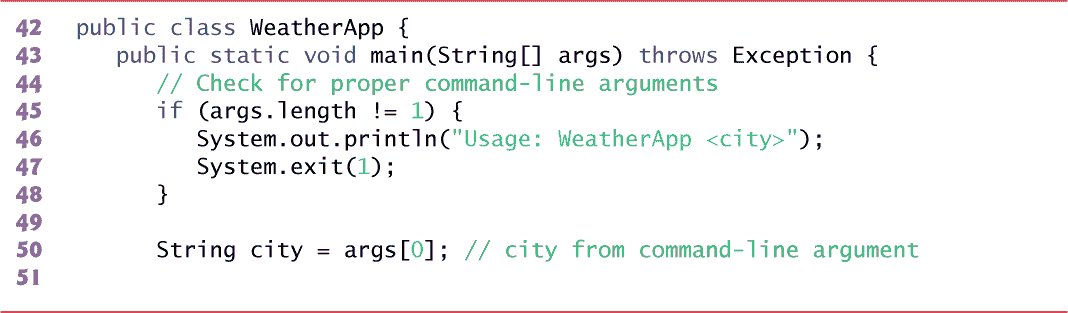 42 public class WeatherApp {
43 public static void main(String[] args) throws Exception {
44 // Check for proper command-line arguments
45 if (args.length != 1) {
46 System.out.println("Usage: WeatherApp <city>");
47 System.exit(1);
48 }
49
50 String city = args[0]; // city from command-line argument
51